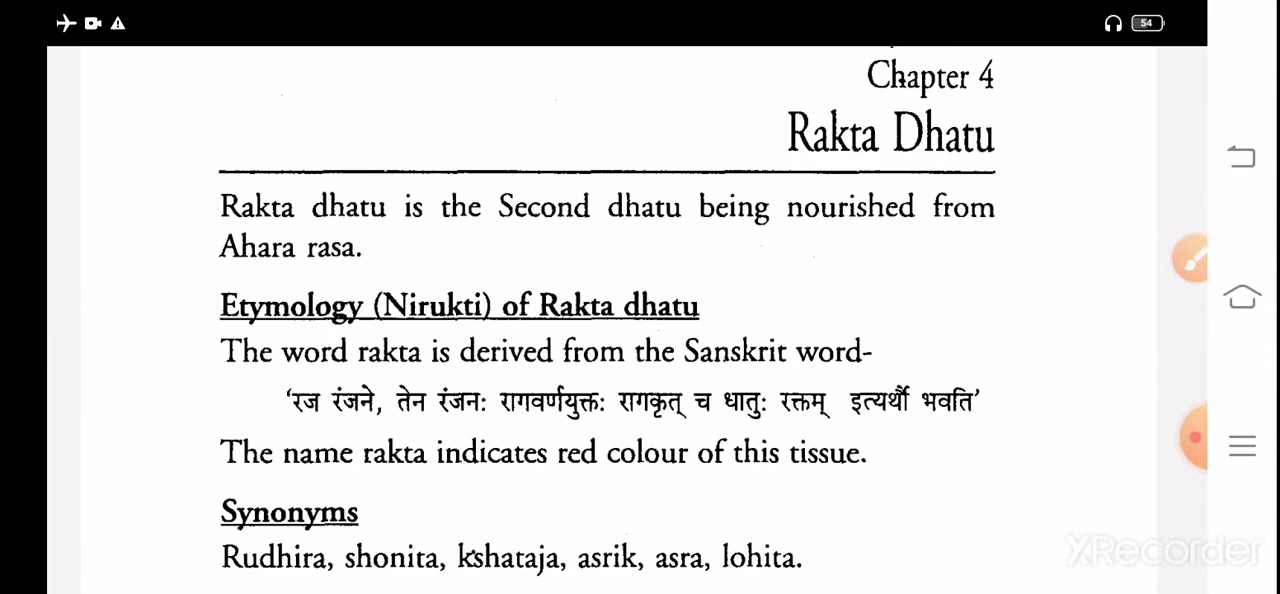 54
Chapter 4
Rakta Dhatu
Rakta dhatu is the Second dhatu being nourished from
Ahara rasa.
Etymology (Nirukti) of Rakta dhatu
The word rakta is derived from the Sanskrit word-
‘रज रंजने, तेन रंजनः रागवर्णयुक्तः रागकृत् च धातुः रक्तम् इत्यर्थौ भवति’
The name rakta indicates red colour of this tissue.
Synonyms
Rudhira, shonita, kshataja, asrik, asra, lohita.
XRecorder